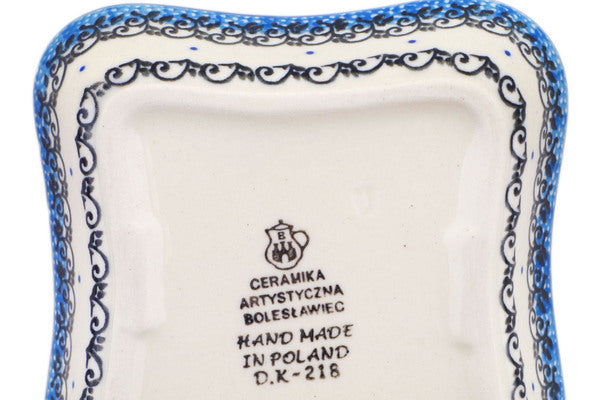 B
CERAMIKA
ARTYSTYCZNA
BOLESŁAWIEC
HAND MADE
IN POLAND
D.K-218